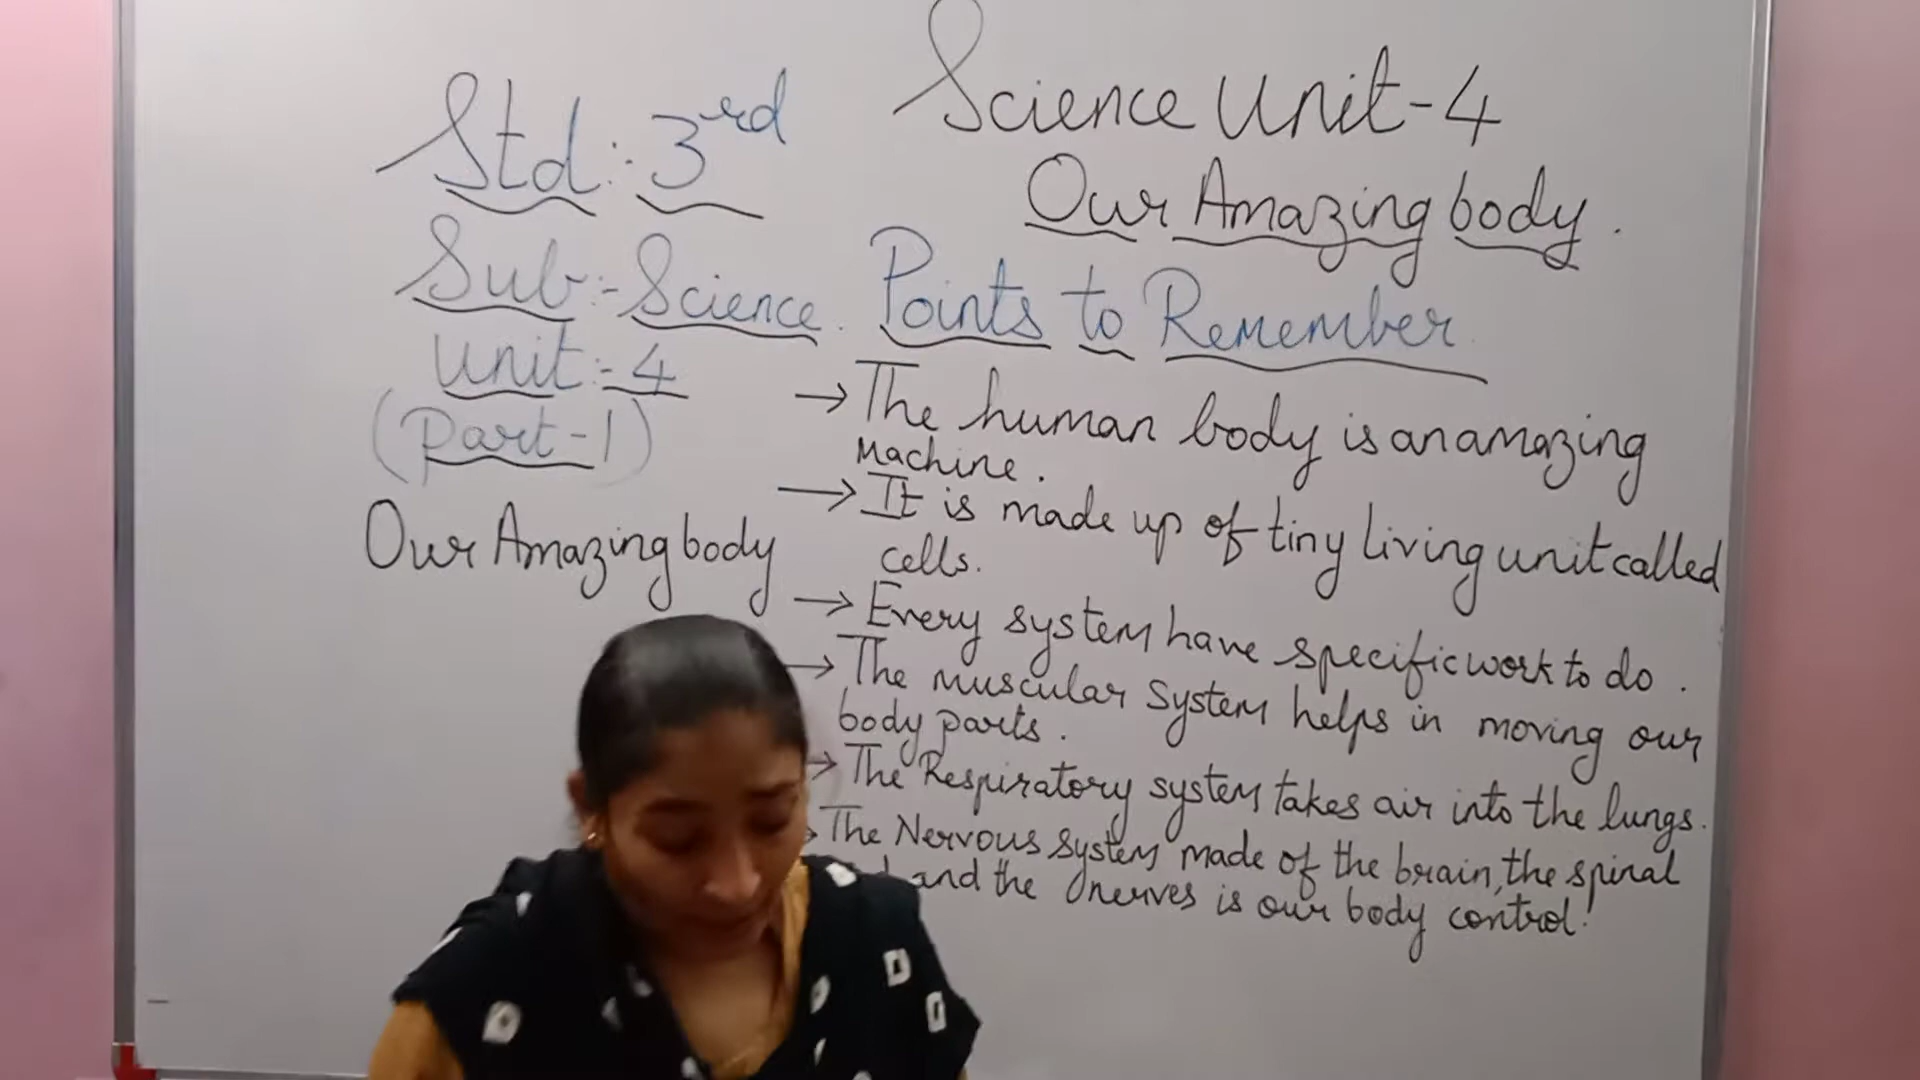 Std:- 3rd
Sub:- Science.
Unit:- 4
(Part-1)
Our Amazing body
Science Unit-4
Our Amazing body.
Points to Remember.
→ The human body is an amazing
Machine.
→ It is made up of tiny living unit called
cells.
→ Every system have specific work to do.
→ The muscular system helps in moving our
body parts.
→ The Respiratory system takes air into the lungs.
The Nervous system made of the brain, the spinal
and the nerves is our body control!